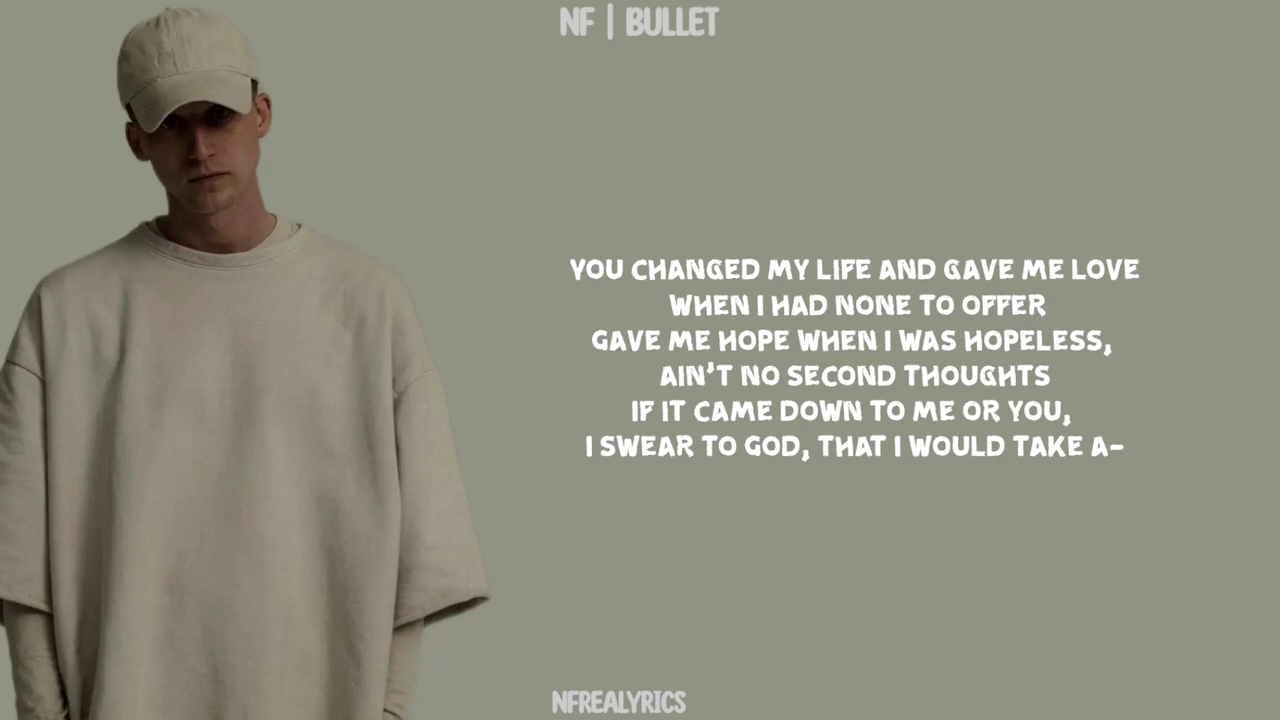 NF | BULLET
YOU CHANGED MY LIFE AND GAVE ME LOVE
WHEN I HAD NONE TO OFFER
GAVE ME HOPE WHEN I WAS HOPELESS,
AIN'T NO SECOND THOUGHTS
IF IT CAME DOWN TO ME OR YOU,
I SWEAR TO GOD, THAT I WOULD TAKE A-
NFREALYRICS